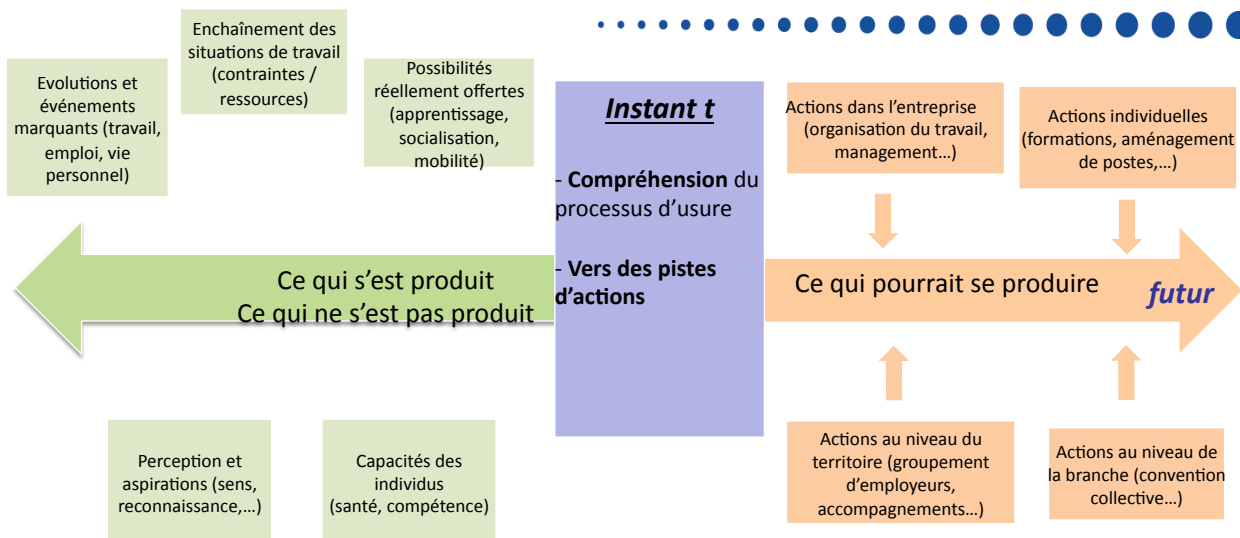 Evolutions et
événements
marquants (travail,
emploi, vie
personnel)
Enchaînement des
situations de travail
(contraintes /
ressources)
Possibilités
réellement offertes
(apprentissage,
socialisation,
mobilité)
Instant t
- Compréhension du
processus d’usure
- Vers des pistes
d’actions
Actions dans l’entreprise
(organisation du travail,
management…)
Actions individuelles
(formations, aménagement
de postes,…)
Ce qui s’est produit
Ce qui ne s’est pas produit
Ce qui pourrait se produire
futur
Perception et
aspirations (sens,
reconnaissance,…)
Capacités des
individus
(santé, compétence)
Actions au niveau du
territoire (groupement
d’employeurs,
accompagnements…)
Actions au niveau de
la branche (convention
collective…)